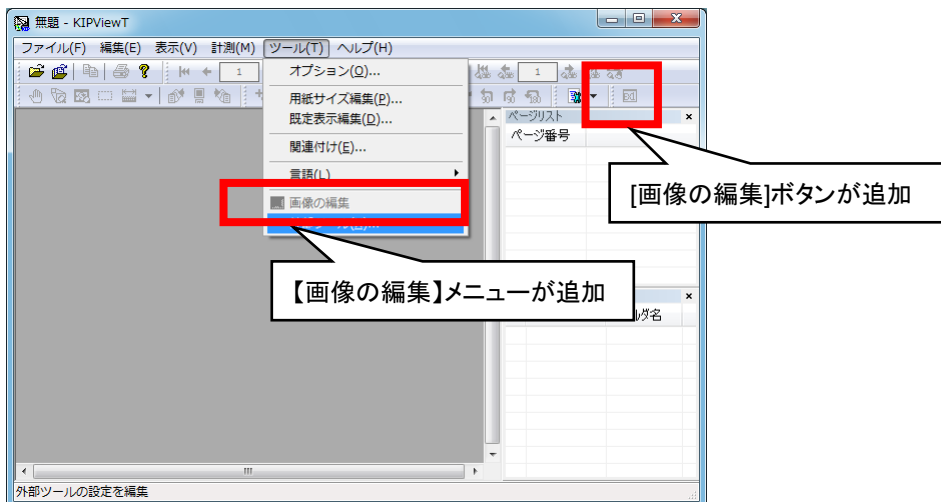 無題 - KIPViewT
ファイル(F) 編集(E) 表示(V) 計測(M) ツール(T) ヘルプ(H)
1
1
オプション(O)...
用紙サイズ編集(P)...
既定表示編集(D)...
関連付け(E)...
言語(L)
画像の編集
ページリスト
ページ番号
[画像の編集]ボタンが追加
【画像の編集】メニューが追加
ルダ名
外部ツールの設定を編集